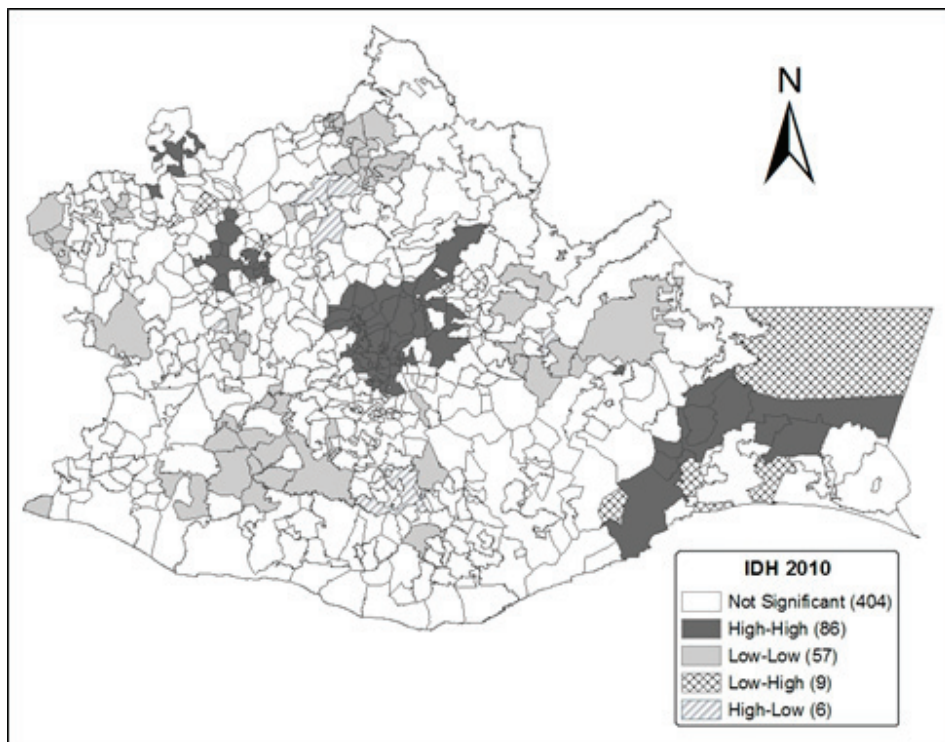 N
IDH 2010
Not Significant (404)
High-High (86)
Low-Low (57)
Low-High (9)
High-Low (6)